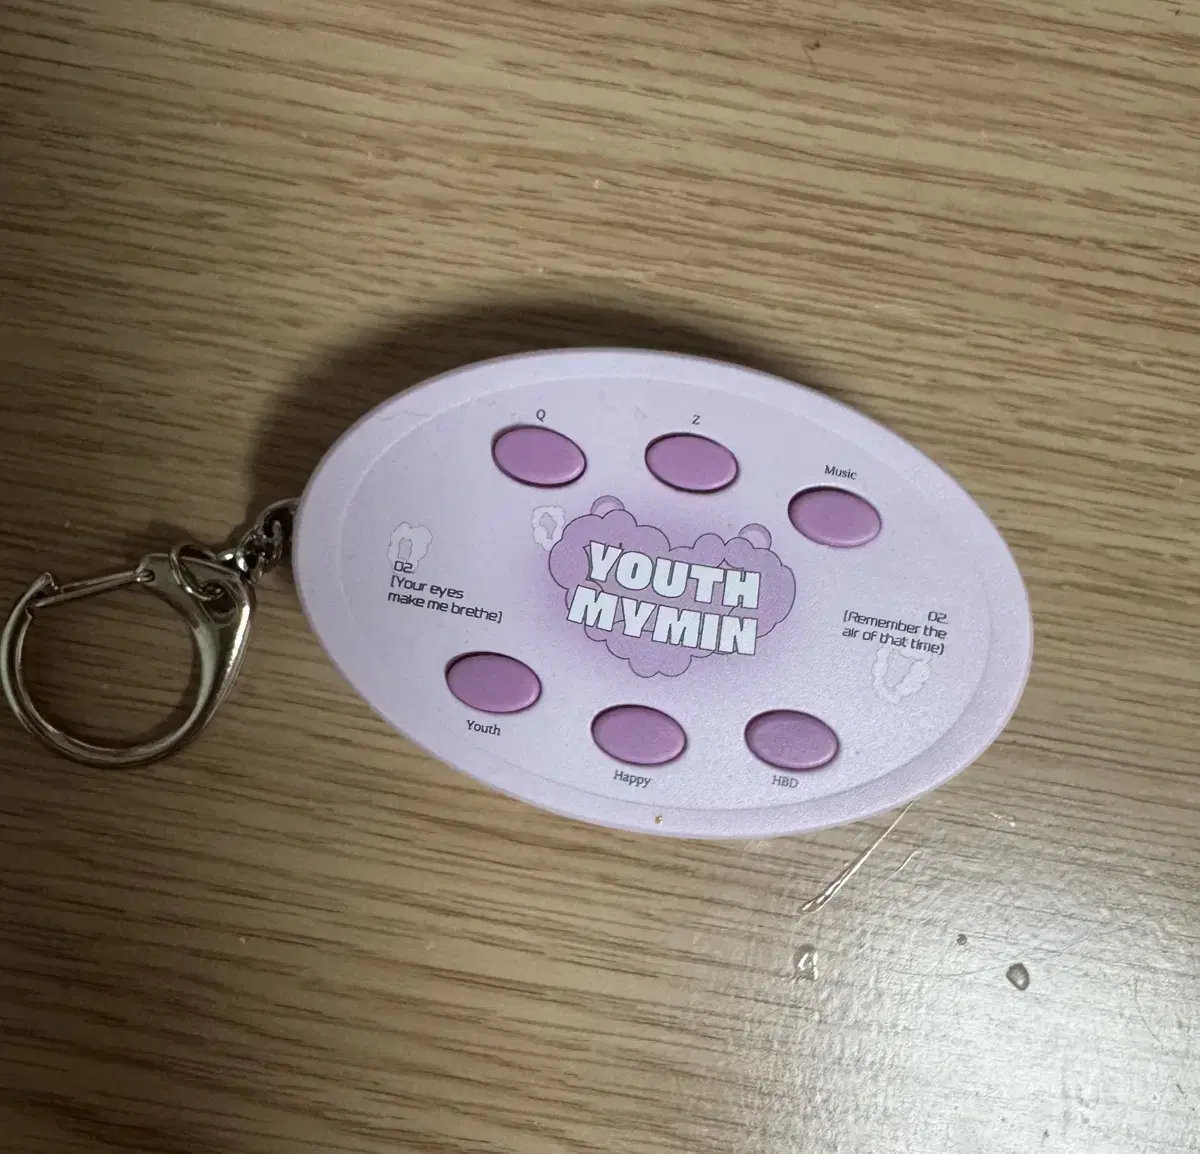 Q
Z
Music
YOUTH
MYMIN
02.
[Your eyes
make me brethe]
02.
[Remember the
air of that time]
Youth
Happy
HBD